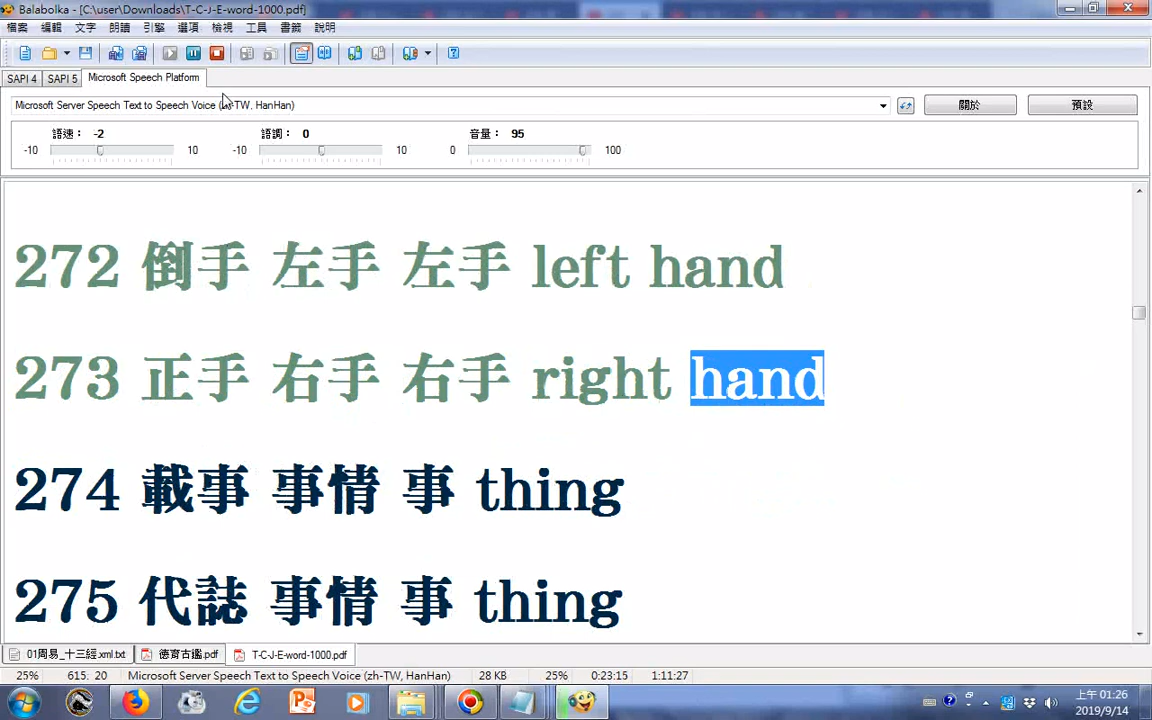 Balabolka - [C:\user\Downloads\T-C-J-E-word-1000.pdf]
檔案 編輯 文字 朗讀 引擎 選項 檢視 工具 書籤 說明
SAPI 4 SAPI 5 Microsoft Speech Platform
Microsoft Server Speech Text to Speech Voice (zh-TW, HanHan) 關於 預設
語速: -2 語調: 0 音量: 95
-10 10 -10 10 0 100
272 倒手 左手 左手 left hand
273 正手 右手 右手 right hand
274 載事 事情 事 thing
275 代誌 事情 事 thing
01周易_十三經.xml.txt 德育古鑑.pdf T-C-J-E-word-1000.pdf
25% 615: 20 Microsoft Server Speech Text to Speech Voice (zh-TW, HanHan) 28 KB 25% 0:23:15 1:11:27
上午 01:26
2019/9/14